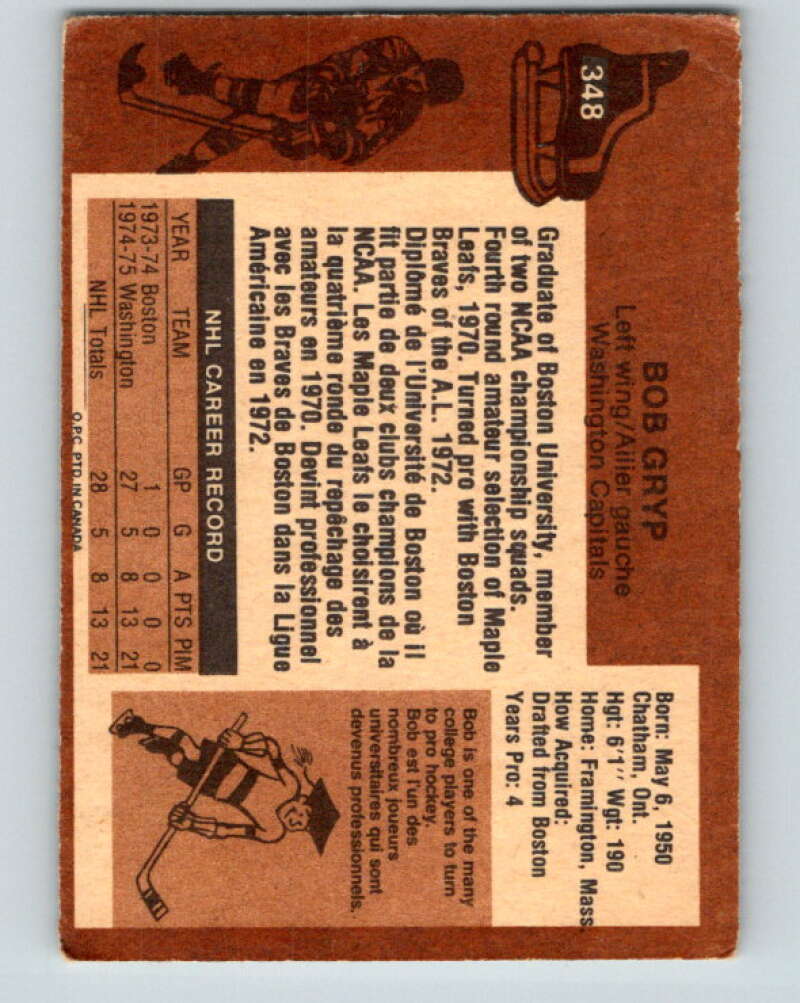 348
BOB GRYP
Left wing/Ailier gauche
Washington Capitals
Born: May 6, 1950
Chatham, Ont.
Hgt: 6'1'' Wgt: 190
Home: Framington, Mass.
How Acquired:
Drafted from Boston
Years Pro: 4
Graduate of Boston University, member
of two NCAA championship squads.
Fourth round amateur selection of Maple
Leafs, 1970. Turned pro with Boston
Braves of the A.L. 1972.
Diplômé de l'Université de Boston où il
fit partie de deux clubs champions de la
NCAA. Les Maple Leafs le choisirent à
la quatrième ronde du repêchage des
amateurs en 1970. Devint professionnel
avec les Braves de Boston dans la Ligue
Américaine en 1972.
NHL CAREER RECORD
YEAR TEAM GP G A PTS PIM
1973-74 Boston 1 0 0 0 0
1974-75 Washington 27 5 8 13 21
NHL Totals 28 5 8 13 21
O.P.C. PTD. IN CANADA
Bob is one of the many
college players to turn
to pro hockey.
Bob est l'un des
nombreux joueurs
universitaires qui sont
devenus professionnels.